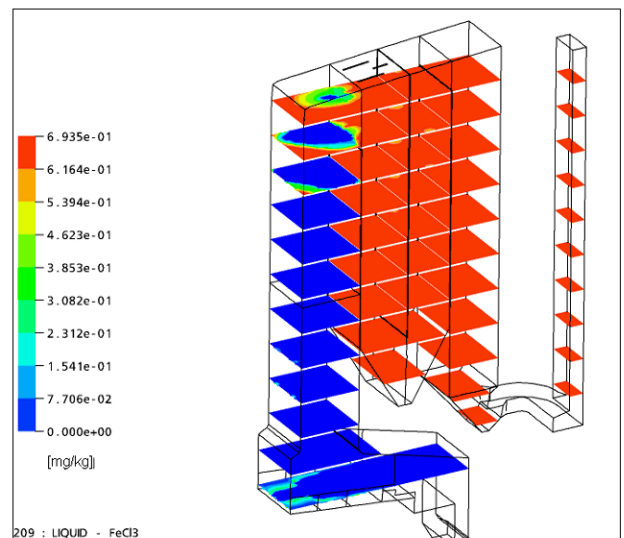 6.935e-01
6.164e-01
5.394e-01
4.623e-01
3.853e-01
3.082e-01
2.312e-01
1.541e-01
7.706e-02
0.000e+00
[mg/kg]
209 : LIQUID - FeCl3